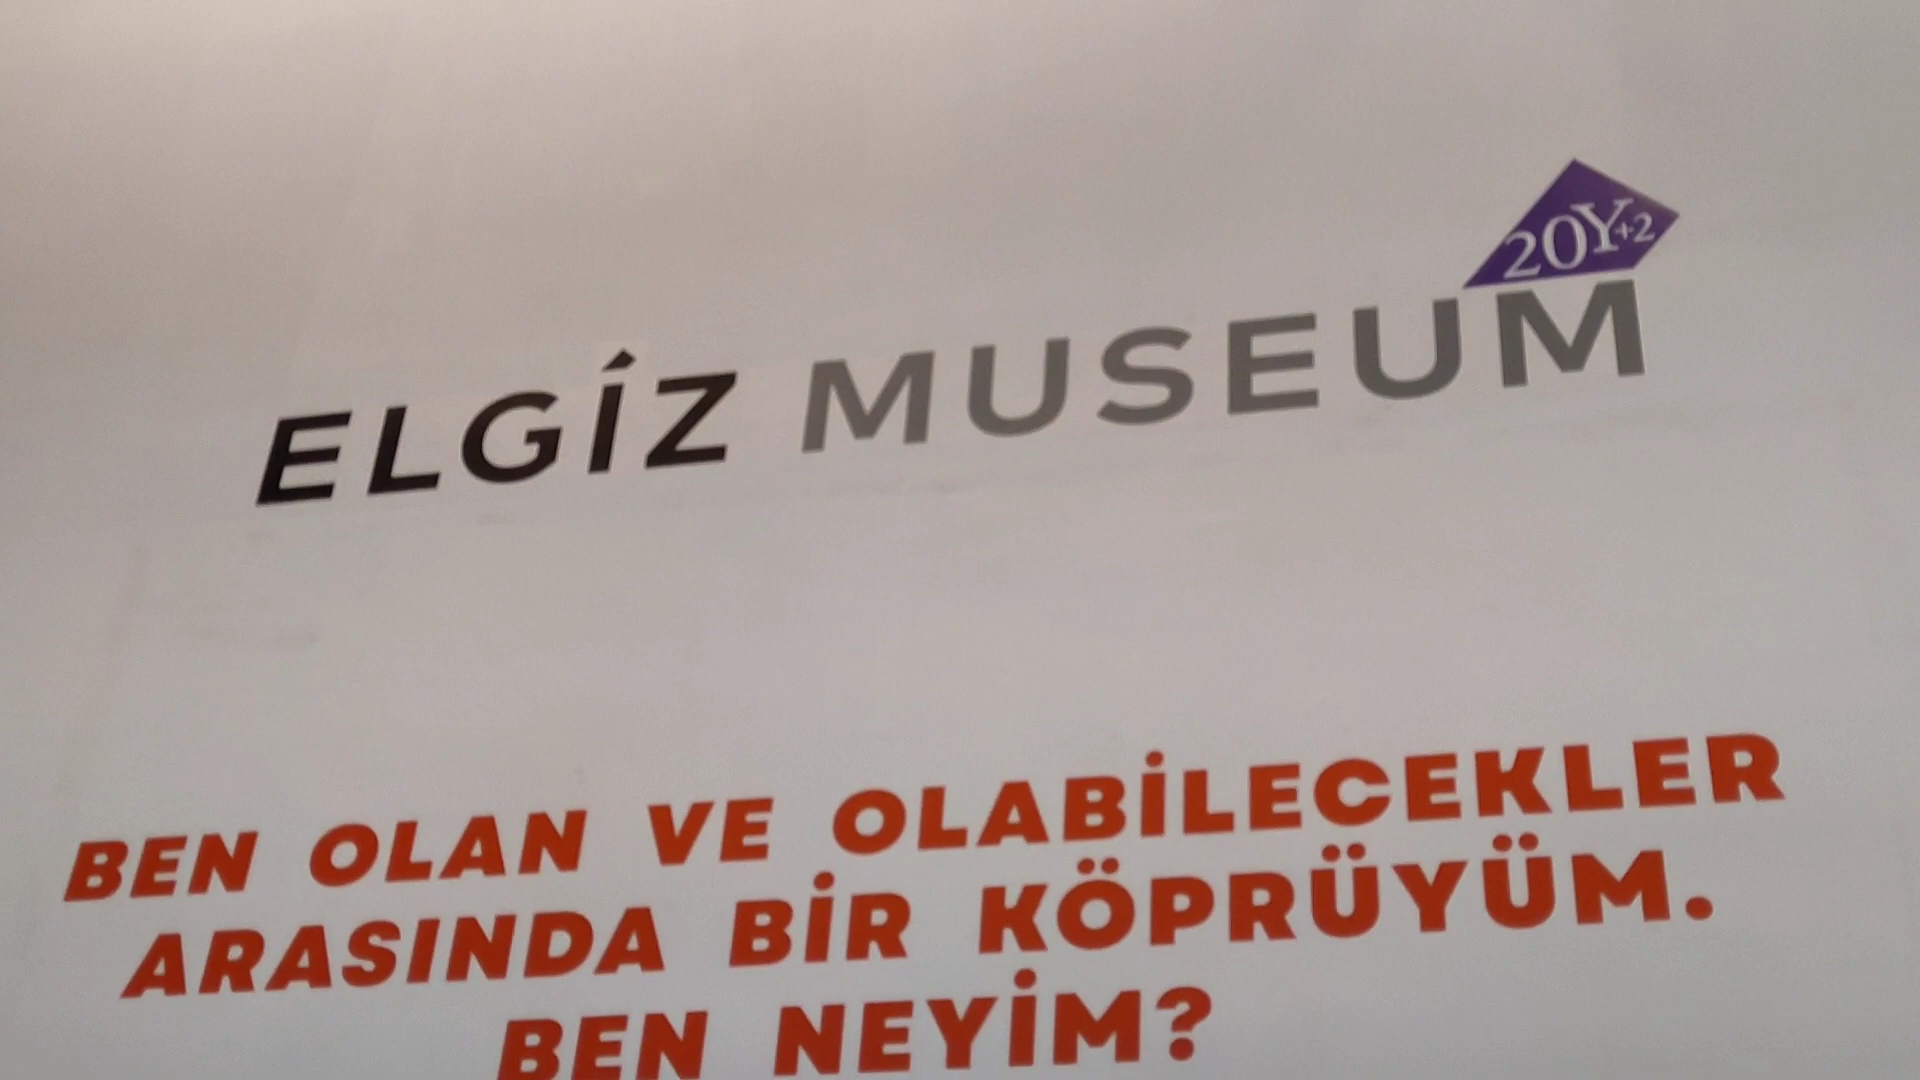 20Y+2
ELGİZ MUSEUM
BEN OLAN VE OLABİLECEKLER
ARASINDA BİR KÖPRÜYÜM.
BEN NEYİM?